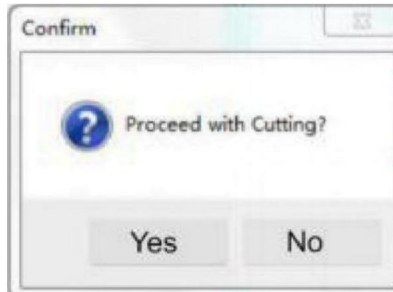 Confirm
Proceed with Cutting?
Yes
No